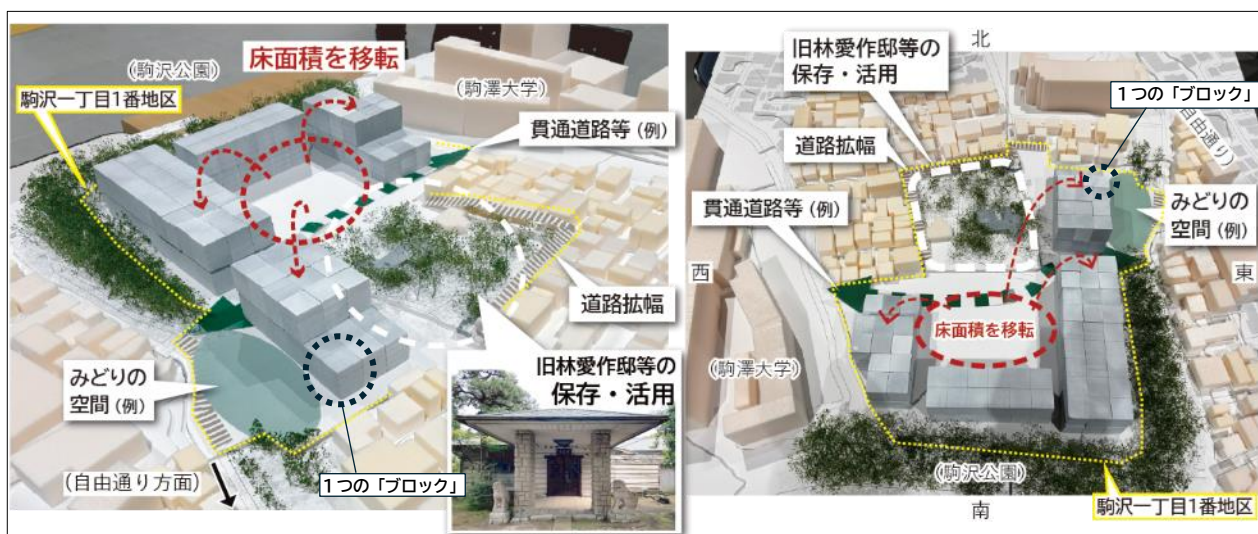 (駒沢公園)
床面積を移転
(駒澤大学)
駒沢一丁目1番地区
貫通道路等(例)
道路拡幅
みどりの
空間(例)
旧林愛作邸等の
保存・活用
(自由通り方面)
1つの「ブロック」
北
旧林愛作邸等の
保存・活用
1つの「ブロック」
(自由通り)
道路拡幅
貫通道路等(例)
みどりの
空間(例)
西
東
床面積を移転
(駒澤大学)
(駒沢公園)
南
駒沢一丁目1番地区